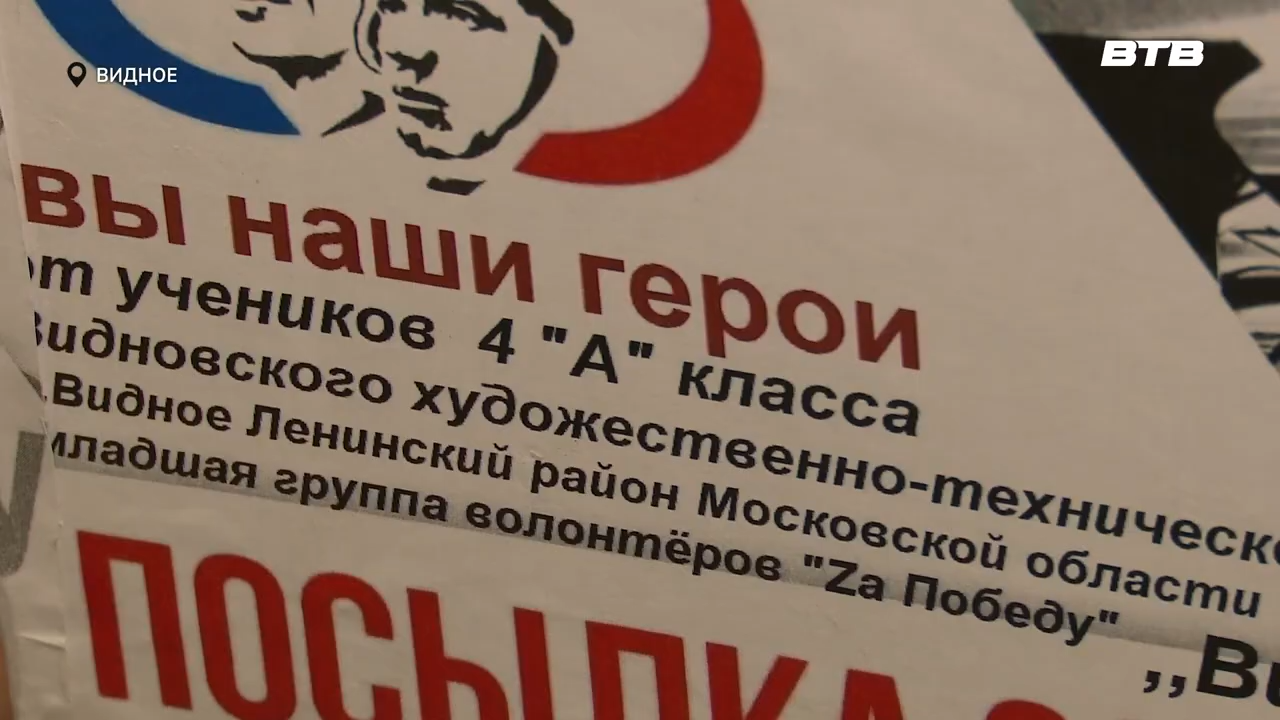 ВИДНОЕ
ВТВ
вы наши герои
от учеников 4 "А" класса
Видновского художественно-техническо
.Видное Ленинский район Московской области
младшая группа волонтёров "Zа Победу"
ПОСЫЛКА